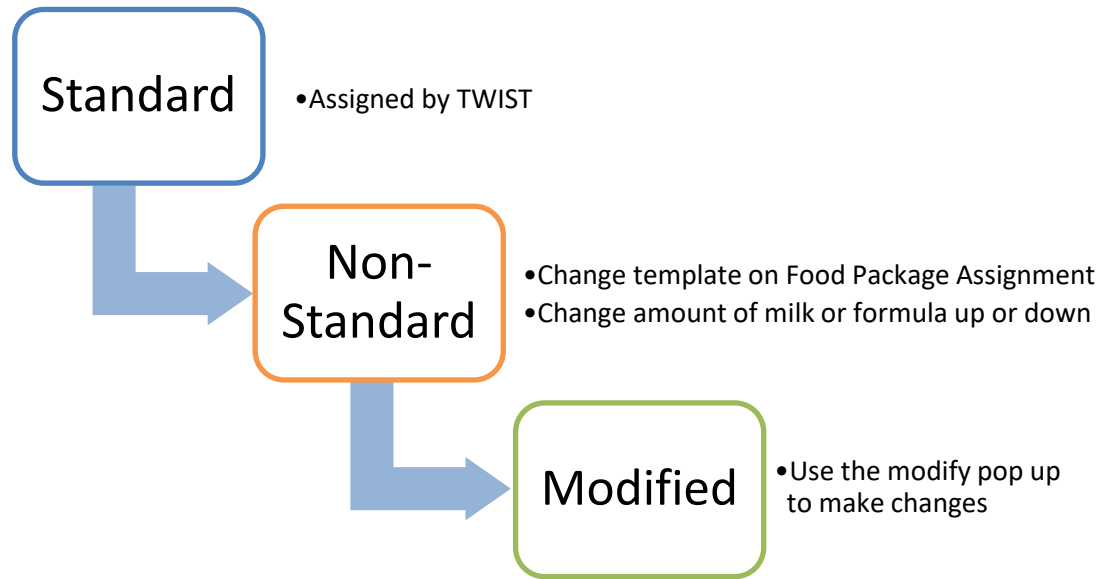 Standard
•Assigned by TWIST
Non-
Standard
•Change template on Food Package Assignment
•Change amount of milk or formula up or down
Modified
•Use the modify pop up
to make changes